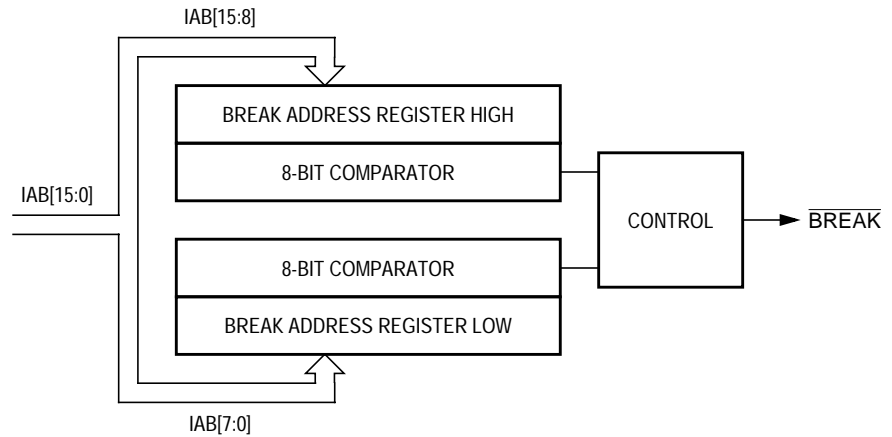 IAB[15:8]
BREAK ADDRESS REGISTER HIGH
8-BIT COMPARATOR
IAB[15:0]
CONTROL
BREAK
8-BIT COMPARATOR
BREAK ADDRESS REGISTER LOW
IAB[7:0]